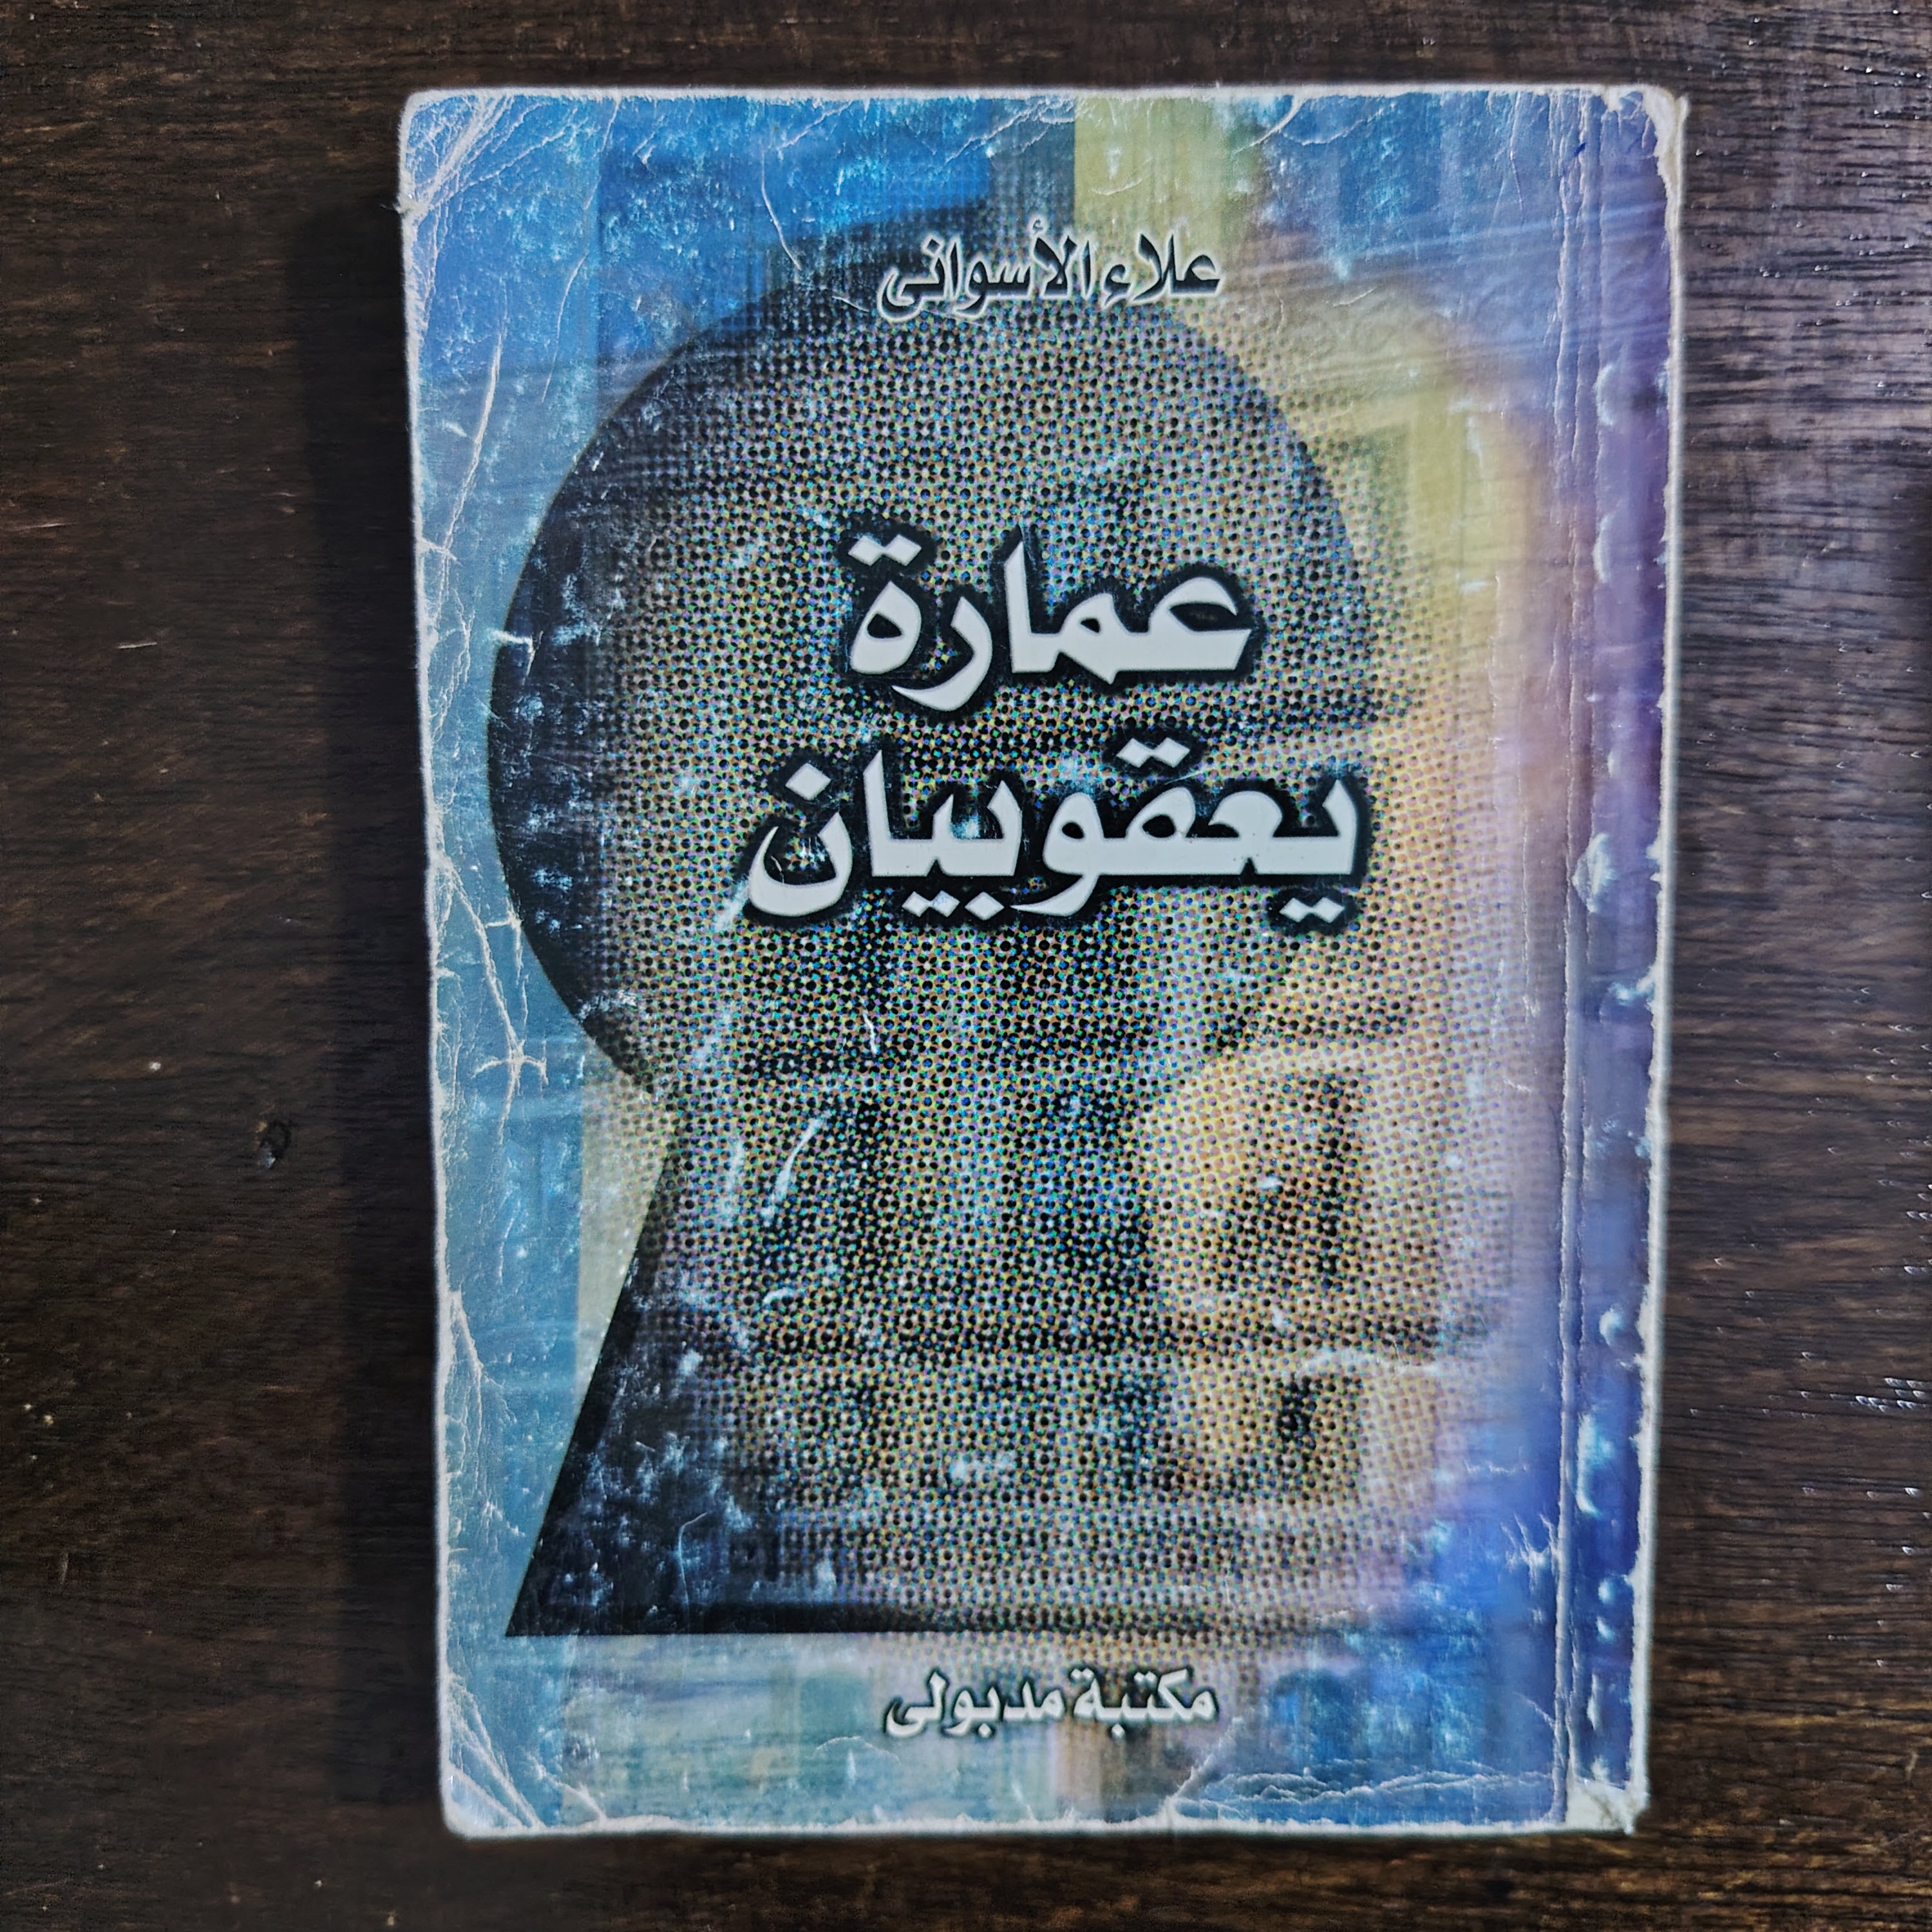 علاء الأسوانى
عمارة
يعقوبيان
مكتبة مدبولى